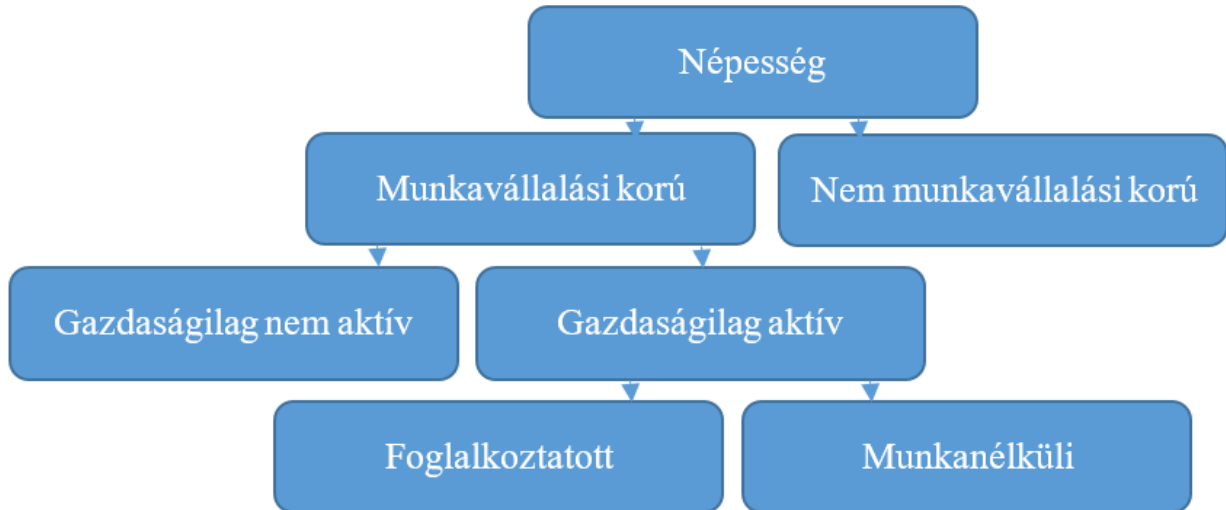 Népesség
Munkavállalási korú
Nem munkavállalási korú
Gazdaságilag nem aktív
Gazdaságilag aktív
Foglalkoztatott
Munkanélküli